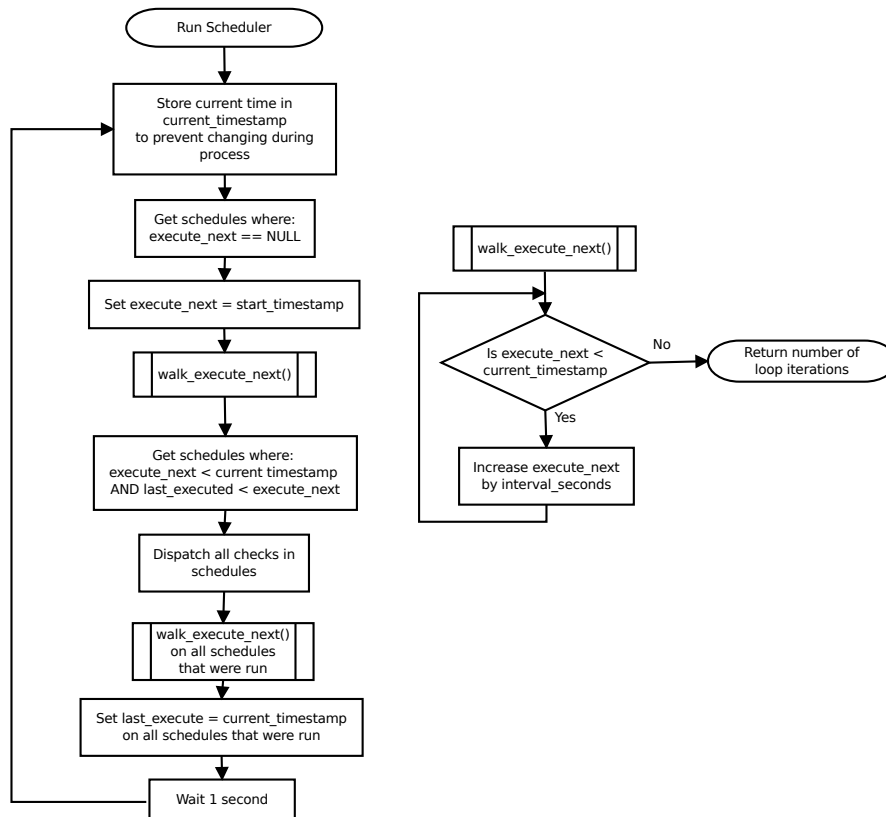 Run Scheduler
Store current time in
current_timestamp
to prevent changing during
process
Get schedules where:
execute_next == NULL
Set execute_next = start_timestamp
walk_execute_next()
Get schedules where:
execute_next < current timestamp
AND last_executed < execute_next
Dispatch all checks in
schedules
walk_execute_next()
on all schedules
that were run
Set last_execute = current_timestamp
on all schedules that were run
Wait 1 second
walk_execute_next()
Is execute_next <
current_timestamp
No
Return number of
loop iterations
Yes
Increase execute_next
by interval_seconds